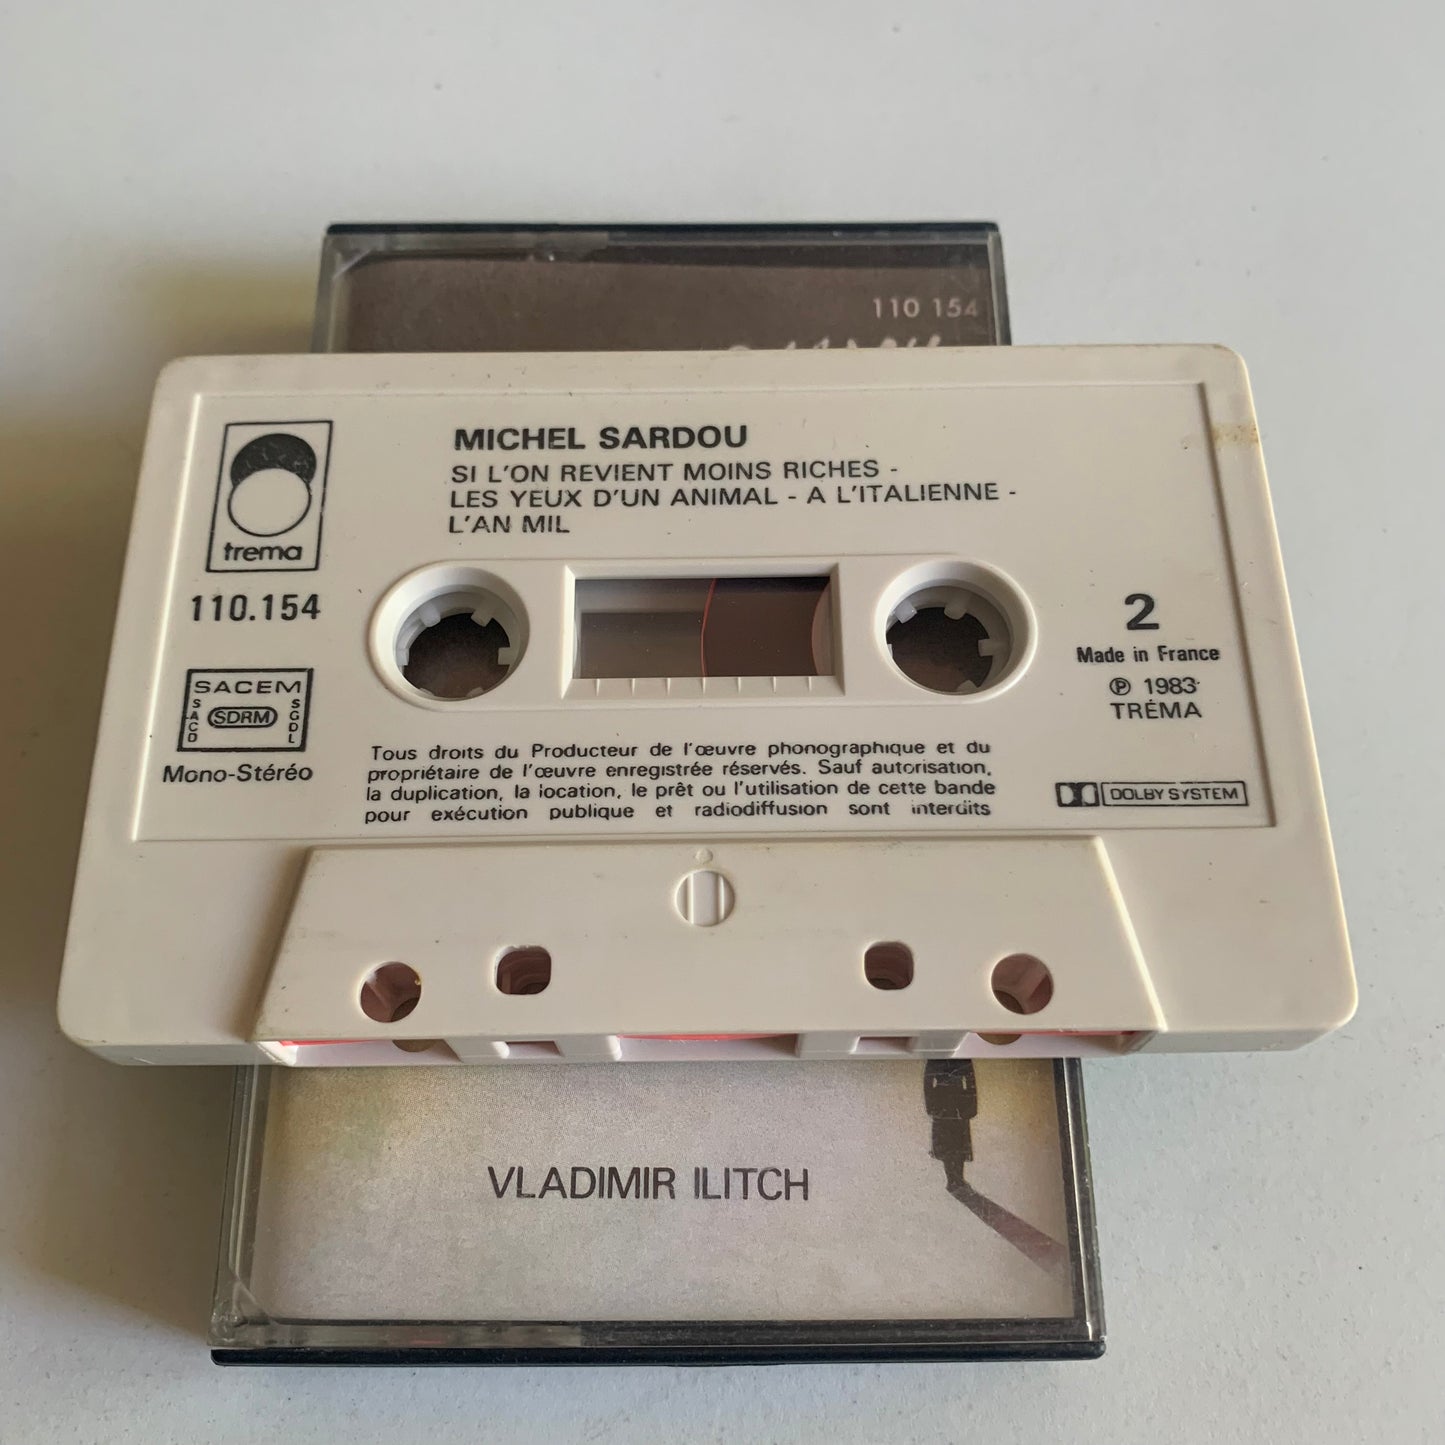 110 154
trema
110.154
SACEM
SACD
SDRM
SGDL
Mono-Stéréo
MICHEL SARDOU
SI L'ON REVIENT MOINS RICHES -
LES YEUX D'UN ANIMAL - A L'ITALIENNE -
L'AN MIL
2
Made in France
℗ 1983
TRÉMA
Tous droits du Producteur de l'œuvre phonographique et du
propriétaire de l'œuvre enregistrée réservés. Sauf autorisation,
la duplication, la location, le prêt ou l'utilisation de cette bande
pour exécution publique et radiodiffusion sont interdits
DOLBY SYSTEM
VLADIMIR ILITCH